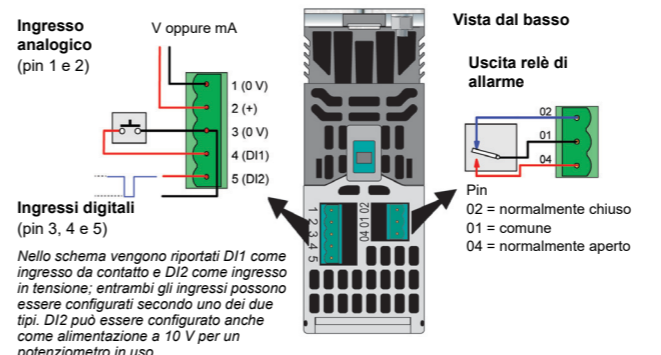 Ingresso
analogico
(pin 1 e 2)
V oppure mA
1 (0 V)
2 (+)
3 (0 V)
4 (DI1)
5 (DI2)
Ingressi digitali
(pin 3, 4 e 5)
Nello schema vengono riportati DI1 come
ingresso da contatto e DI2 come ingresso
in tensione; entrambi gli ingressi possono
essere configurati secondo uno dei due
tipi. DI2 può essere configurato anche
come alimentazione a 10 V per un
potenziometro in uso
1 2 3 4 5
04 01 02
Vista dal basso
Uscita relè di
allarme
02
01
04
Pin
02 = normalmente chiuso
01 = comune
04 = normalmente aperto